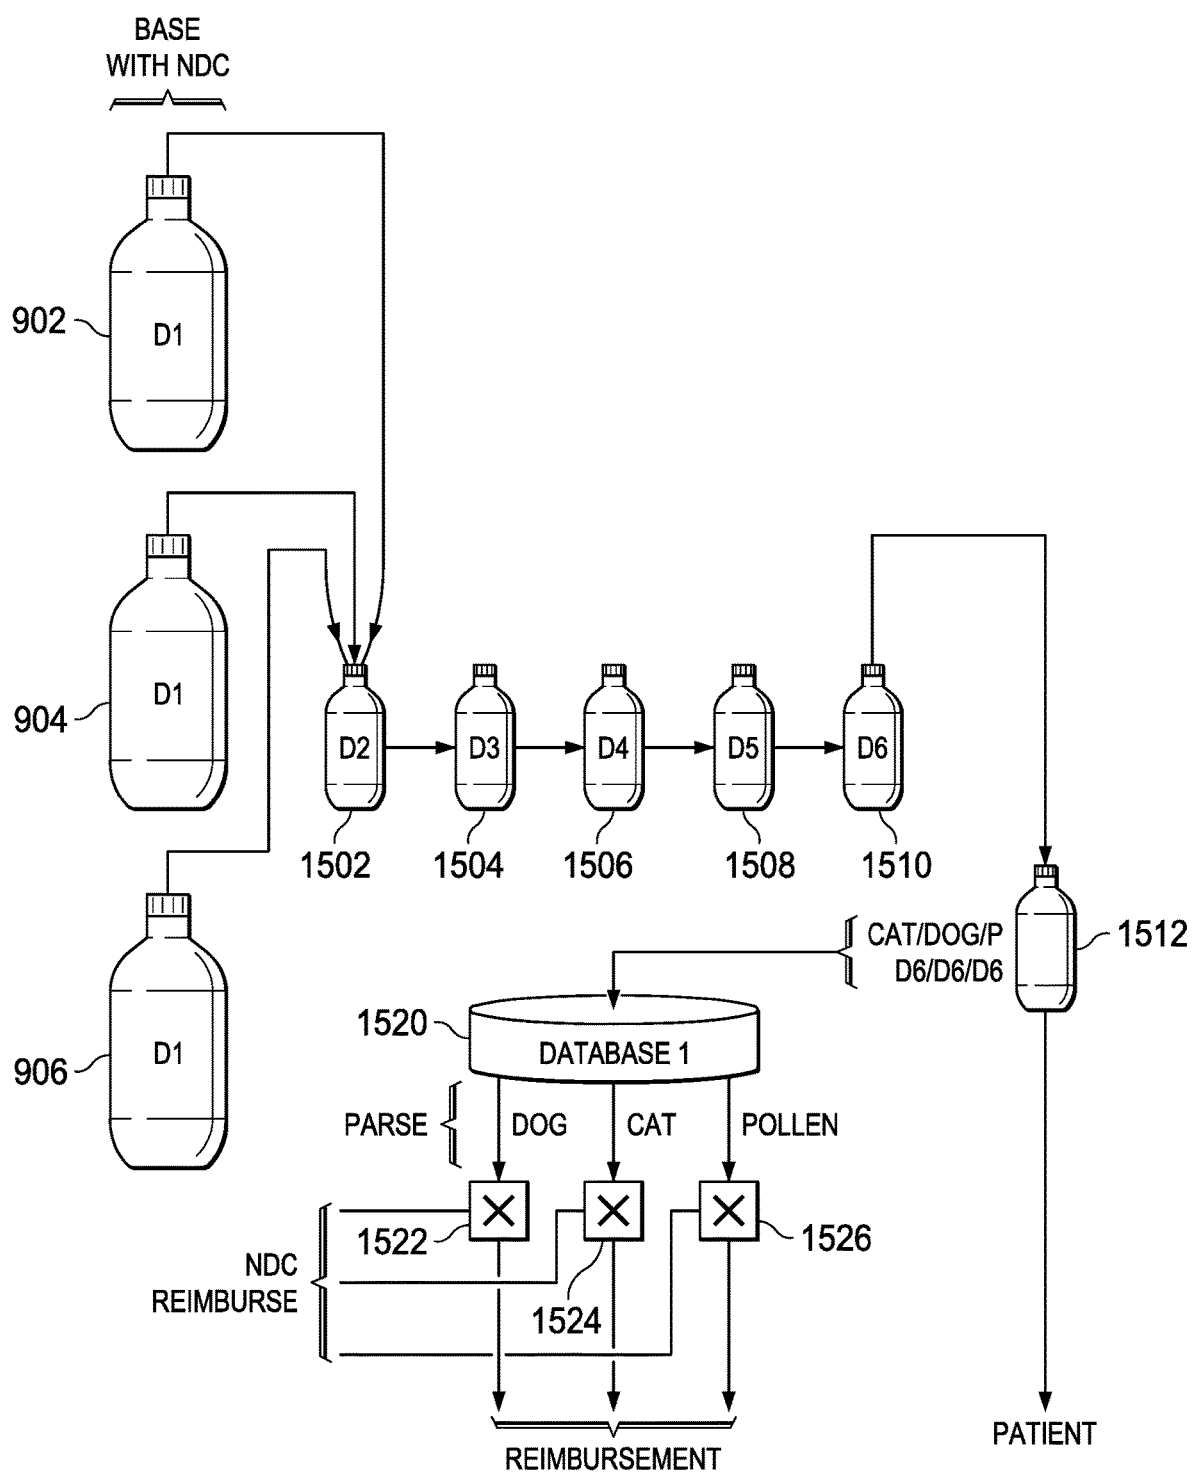 BASE
WITH NDC
902
D1
904
D1
906
D1
D2
D3
D4
D5
D6
1502
1504
1506
1508
1510
CAT/DOG/P
D6/D6/D6
1512
1520
DATABASE 1
PARSE
DOG
CAT
POLLEN
1522
1524
1526
NDC
REIMBURSE
REIMBURSEMENT
PATIENT